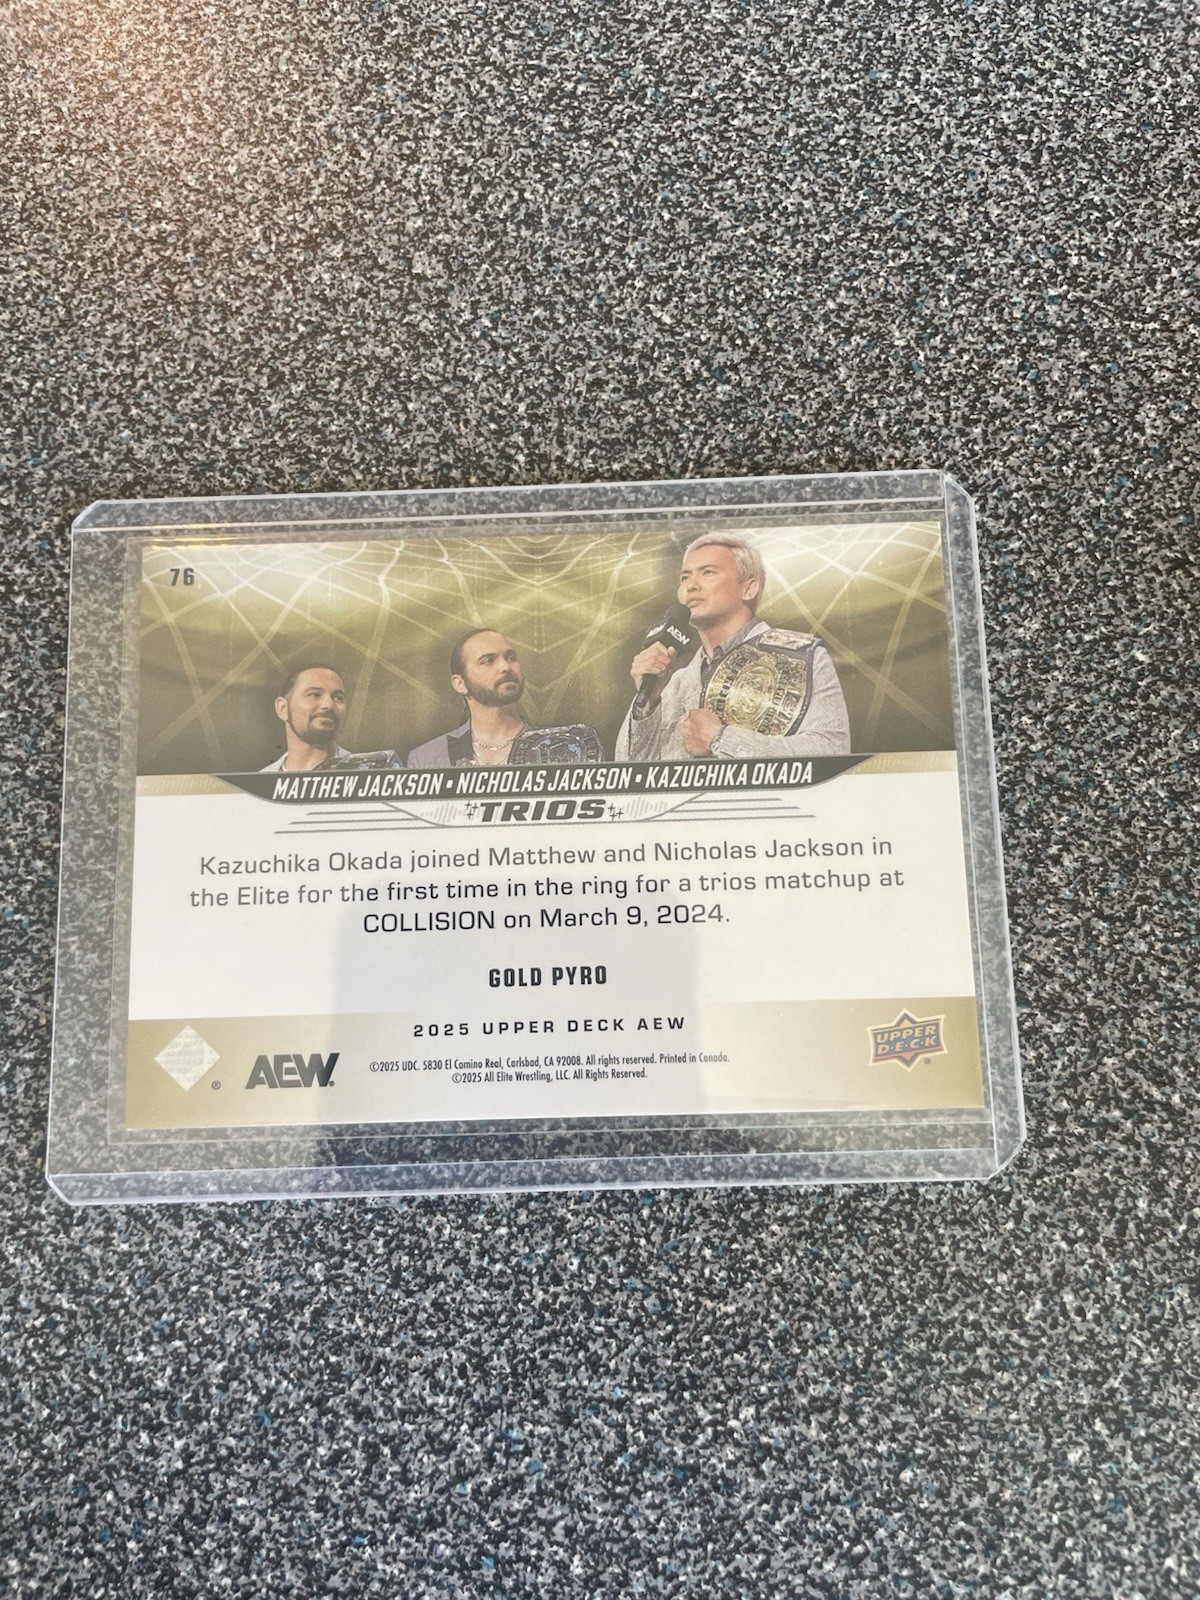 76
AEW AEW
MATTHEW JACKSON • NICHOLAS JACKSON • KAZUCHIKA OKADA
TRIOS
Kazuchika Okada joined Matthew and Nicholas Jackson in
the Elite for the first time in the ring for a trios matchup at
COLLISION on March 9, 2024.
GOLD PYRO
2025 UPPER DECK AEW
UPPER
D·E·C·K
®
®
AEW®
©2025 UDC. 5830 El Camino Real, Carlsbad, CA 92008. All rights reserved. Printed in Canada.
©2025 All Elite Wrestling, LLC. All Rights Reserved.